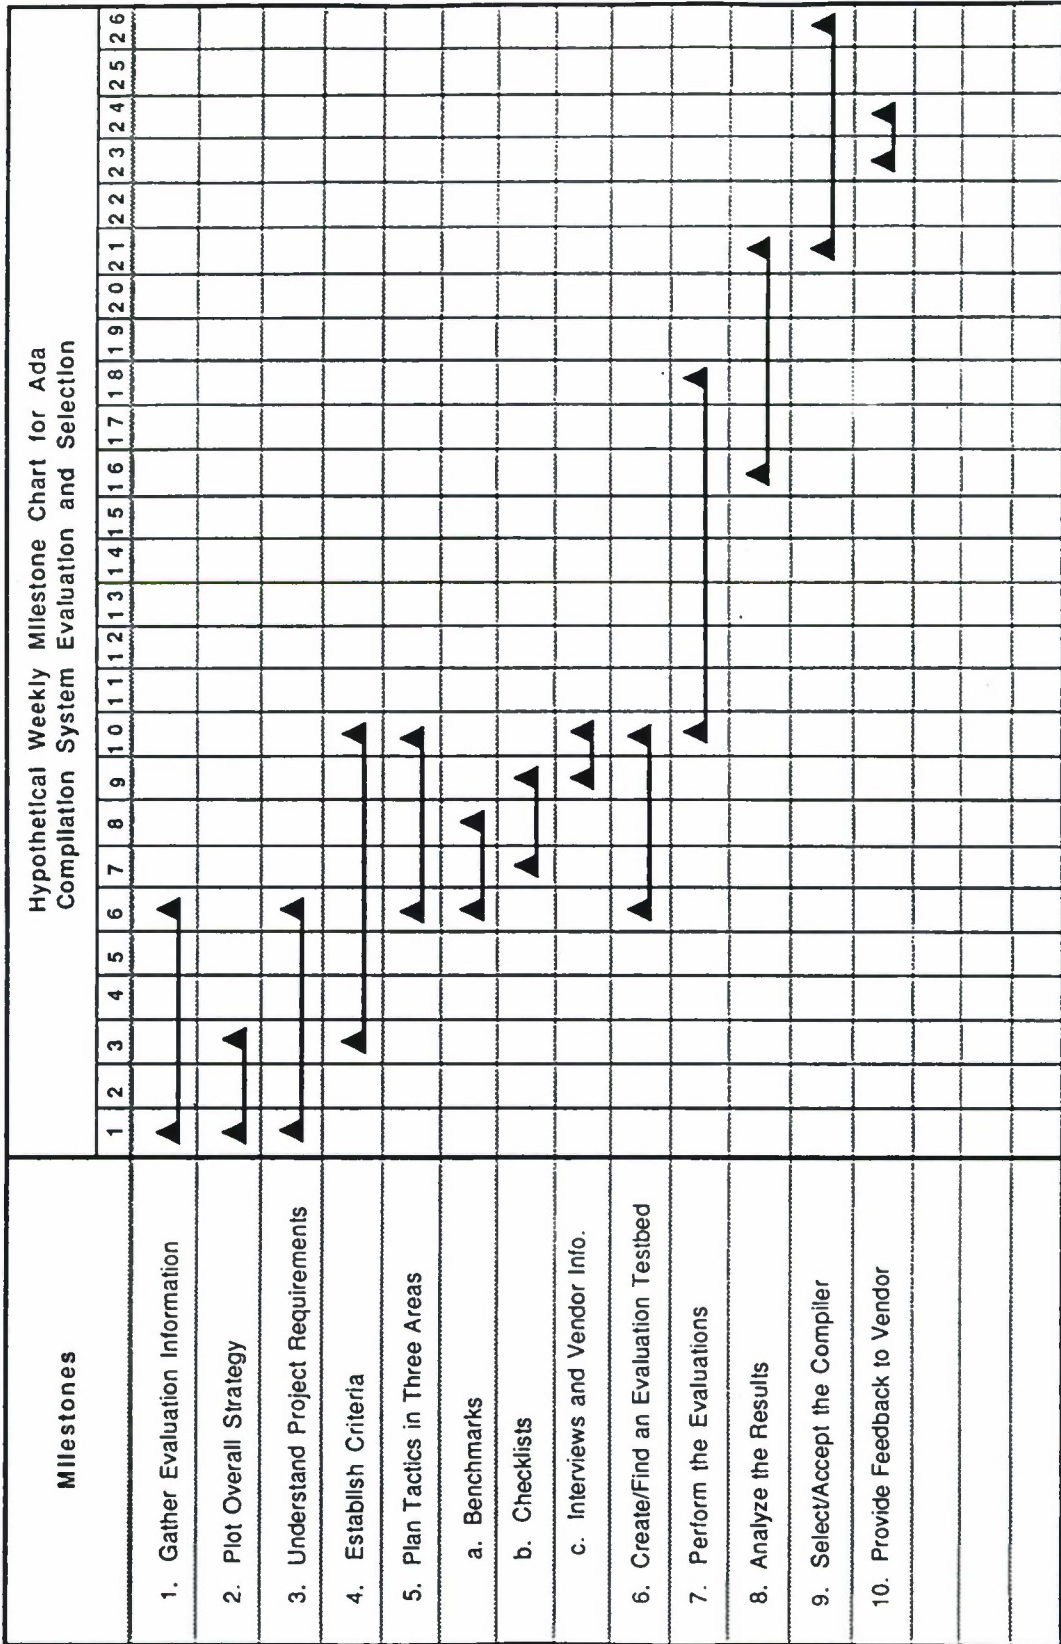 Hypothetical Weekly Milestone Chart for Ada
Compilation System Evaluation and Selection
Milestones
1 2 3 4 5 6 7 8 9 10 11 12 13 14 15 16 17 18 19 20 21 22 23 24 25 26
1. Gather Evaluation Information
2. Plot Overall Strategy
3. Understand Project Requirements
4. Establish Criteria
5. Plan Tactics in Three Areas
a. Benchmarks
b. Checklists
c. Interviews and Vendor Info.
6. Create/Find an Evaluation Testbed
7. Perform the Evaluations
8. Analyze the Results
9. Select/Accept the Compiler
10. Provide Feedback to Vendor